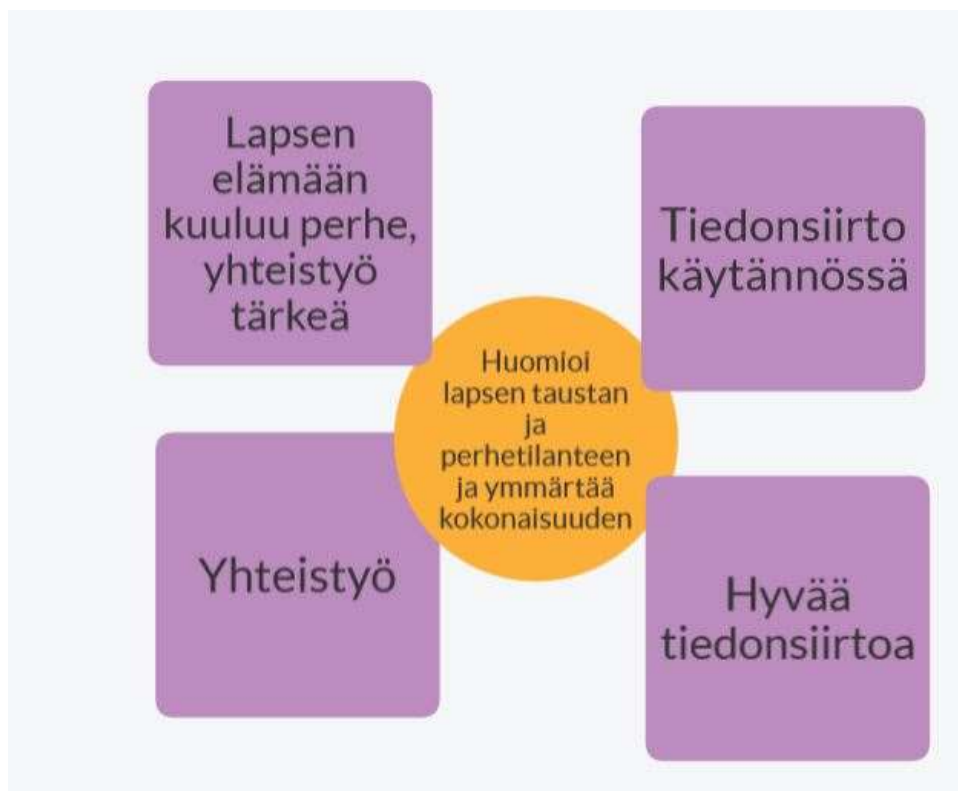 Lapsen
elämään
kuuluu perhe,
yhteistyö
tärkeä
Tiedonsiirto
käytännössä
Huomioi
lapsen taustan
ja
perhetilanteen
ja ymmärtää
kokonaisuuden
Yhteistyö
Hyvää
tiedonsiirtoa